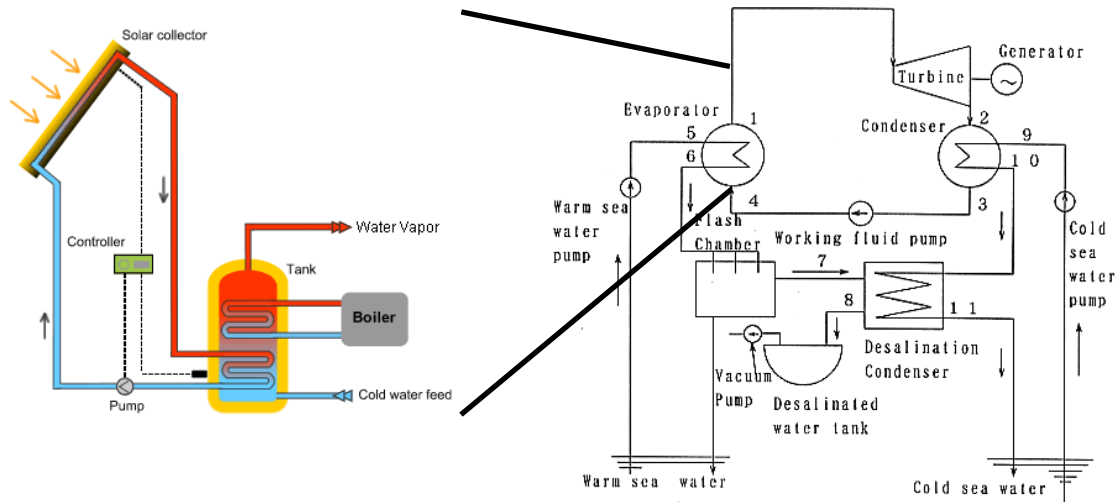 Solar collector
Controller
Pump
Tank
Water Vapor
Boiler
Cold water feed
Evaporator
1
5
6
4
Warm sea
water
pump
Flash
Chamber
Turbine
Generator
2
Condenser
9
1 0
3
Working fluid pump
Cold
sea
water
pump
7
8
1 1
Desalination
Condenser
Vacuum
Pump
Desalinated
water tank
Warm sea water
Cold sea water